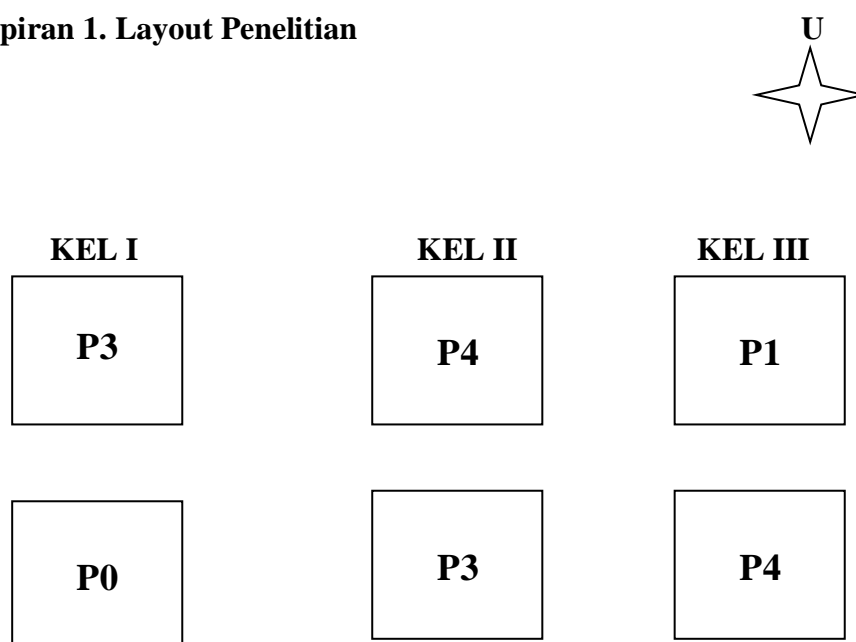 piran 1. Layout Penelitian
U
KEL I KEL II KEL III
P3 P4 P1
P0 P3 P4